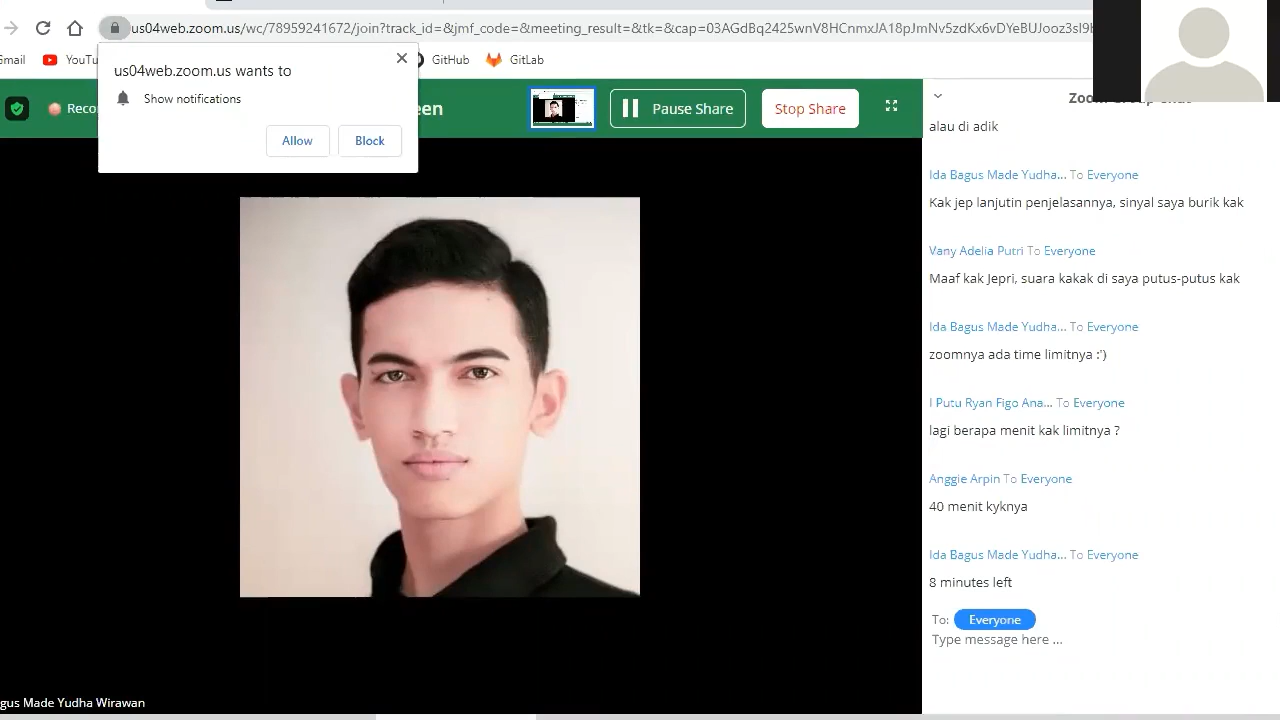 us04web.zoom.us/wc/78959241672/join?track_id=&jmf_code=&meeting_result=&tk=&cap=
Gmail
YouTu
GitHub
GitLab
us04web.zoom.us wants to
Show notifications
Allow
Block
Reco
een
Pause Share
Stop Share
alau di adik
Ida Bagus Made Yudha... To Everyone
Kak jep lanjutin penjelasannya, sinyal saya burik kak
Vany Adelia Putri To Everyone
Maaf kak Jepri, suara kakak di saya putus-putus kak
Ida Bagus Made Yudha... To Everyone
zoomnya ada time limitnya :')
I Putu Ryan Figo Ana... To Everyone
lagi berapa menit kak limitnya ?
Anggie Arpin To Everyone
40 menit kyknya
Ida Bagus Made Yudha... To Everyone
8 minutes left
To: Everyone
Type message here ...
gus Made Yudha Wirawan